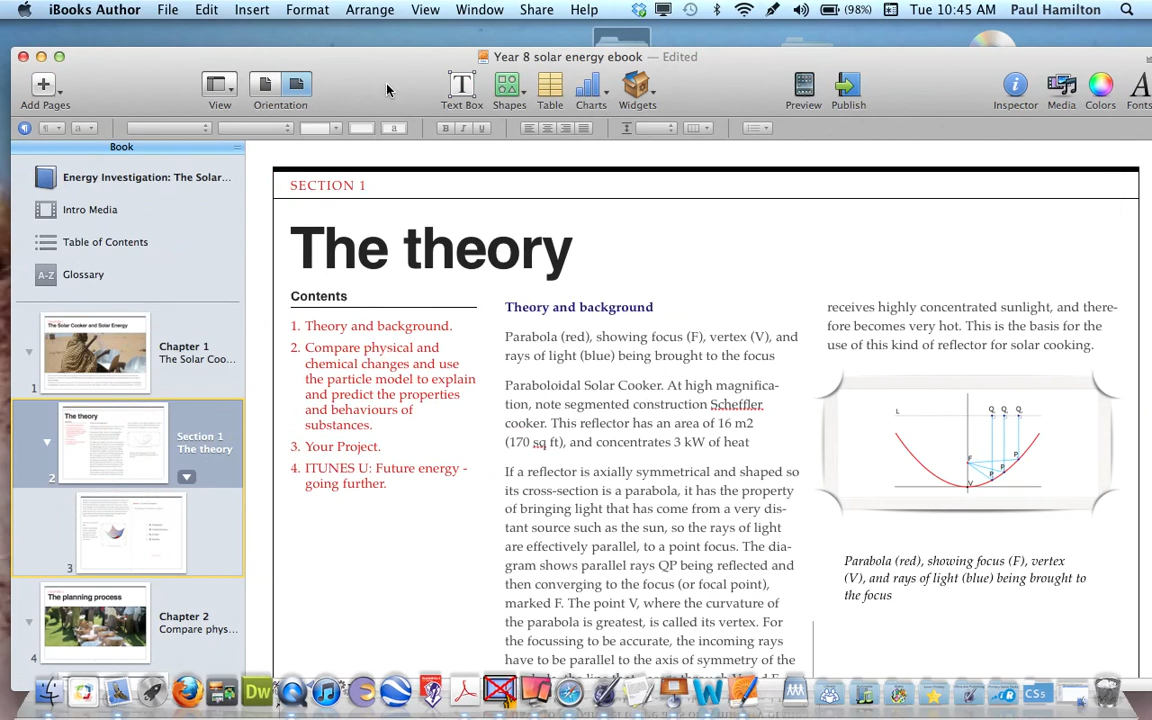 iBooks Author File Edit Insert Format Arrange View Window Share Help (98%) Tue 10:45 AM Paul Hamilton
Year 8 solar energy ebook — Edited
Add Pages View Orientation Text Box Shapes Table Charts Widgets Preview Publish Inspector Media Colors Fonts
B I U
Book
Energy Investigation: The Solar...
Intro Media
Table of Contents
A-Z Glossary
The Solar Cooker and Solar Energy
Chapter 1
The Solar Coo...
1
The theory
Section 1
The theory
2
3
The planning process
Chapter 2
Compare phys...
4
SECTION 1
The theory
Contents
1. Theory and background.
2. Compare physical and
chemical changes and use
the particle model to explain
and predict the properties
and behaviours of
substances.
3. Your Project.
4. ITUNES U: Future energy -
going further.
Theory and background
Parabola (red), showing focus (F), vertex (V), and
rays of light (blue) being brought to the focus
Paraboloidal Solar Cooker. At high magnifica-
tion, note segmented construction Scheffler
cooker. This reflector has an area of 16 m2
(170 sq ft), and concentrates 3 kW of heat
If a reflector is axially symmetrical and shaped so
its cross-section is a parabola, it has the property
of bringing light that has come from a very dis-
tant source such as the sun, so the rays of light
are effectively parallel, to a point focus. The dia-
gram shows parallel rays QP being reflected and
then converging to the focus (or focal point),
marked F. The point V, where the curvature of
the parabola is greatest, is called its vertex. For
the focussing to be accurate, the incoming rays
have to be parallel to the axis of symmetry of the
receives highly concentrated sunlight, and there-
fore becomes very hot. This is the basis for the
use of this kind of reflector for solar cooking.
L Q Q Q
F P P P
V
Parabola (red), showing focus (F), vertex
(V), and rays of light (blue) being brought to
the focus
Dw W CS5